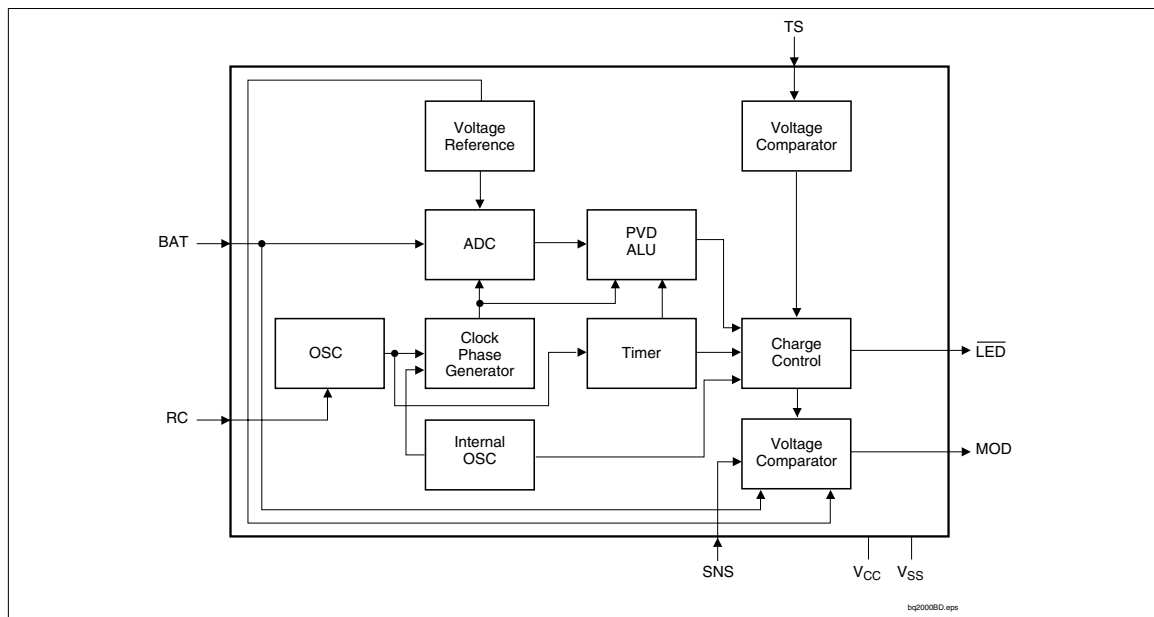 TS
Voltage
Reference
Voltage
Comparator
BAT
ADC
PVD
ALU
OSC
Clock
Phase
Generator
Timer
Charge
Control
LED
RC
Internal
OSC
Voltage
Comparator
MOD
SNS
VCC
VSS
bq2000BD.eps